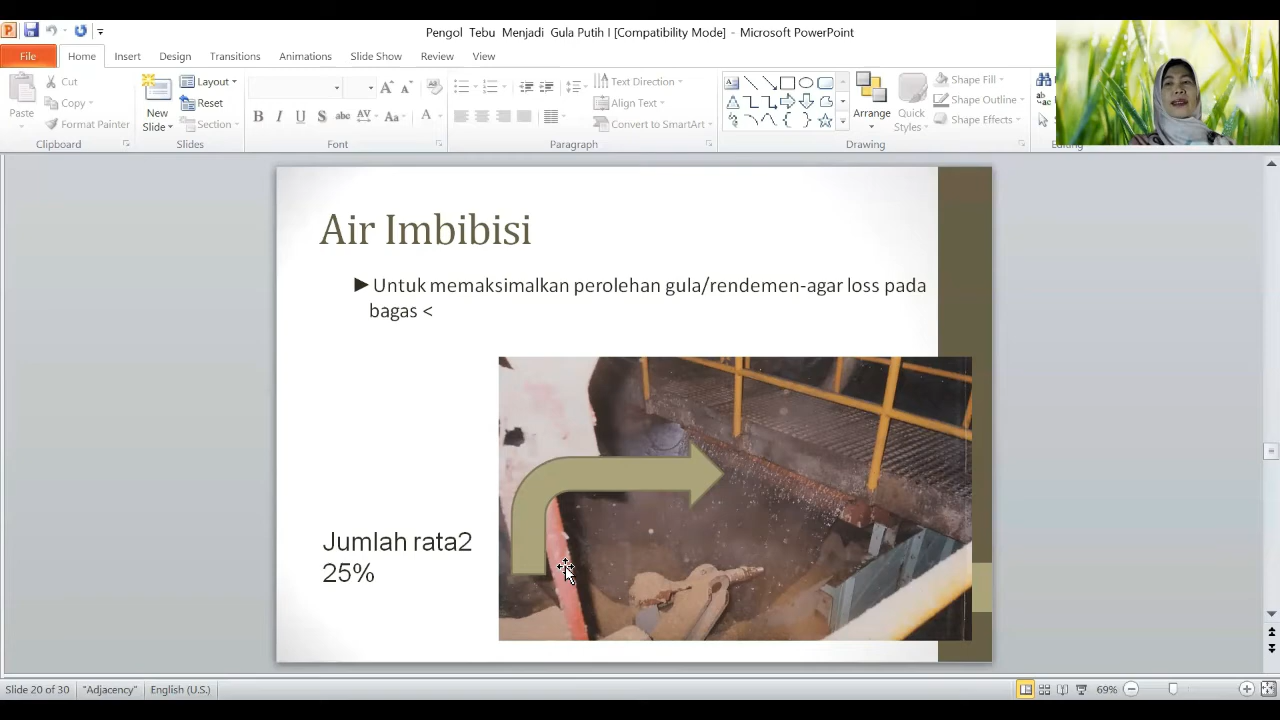 Pengol Tebu Menjadi Gula Putih I [Compatibility Mode] - Microsoft PowerPoint
File Home Insert Design Transitions Animations Slide Show Review View
Paste
Cut
Copy
Format Painter
Clipboard
New
Slide
Layout
Reset
Section
Slides
B I U S abc AV Aa A
Font
Text Direction
Align Text
Convert to SmartArt
Paragraph
Arrange
Quick
Styles
Shape Fill
Shape Outline
Shape Effects
Drawing
Editing
Air Imbibisi
►Untuk memaksimalkan perolehan gula/rendemen-agar loss pada
bagas <
Jumlah rata2
25%
Slide 20 of 30 "Adjacency" English (U.S.) 69%